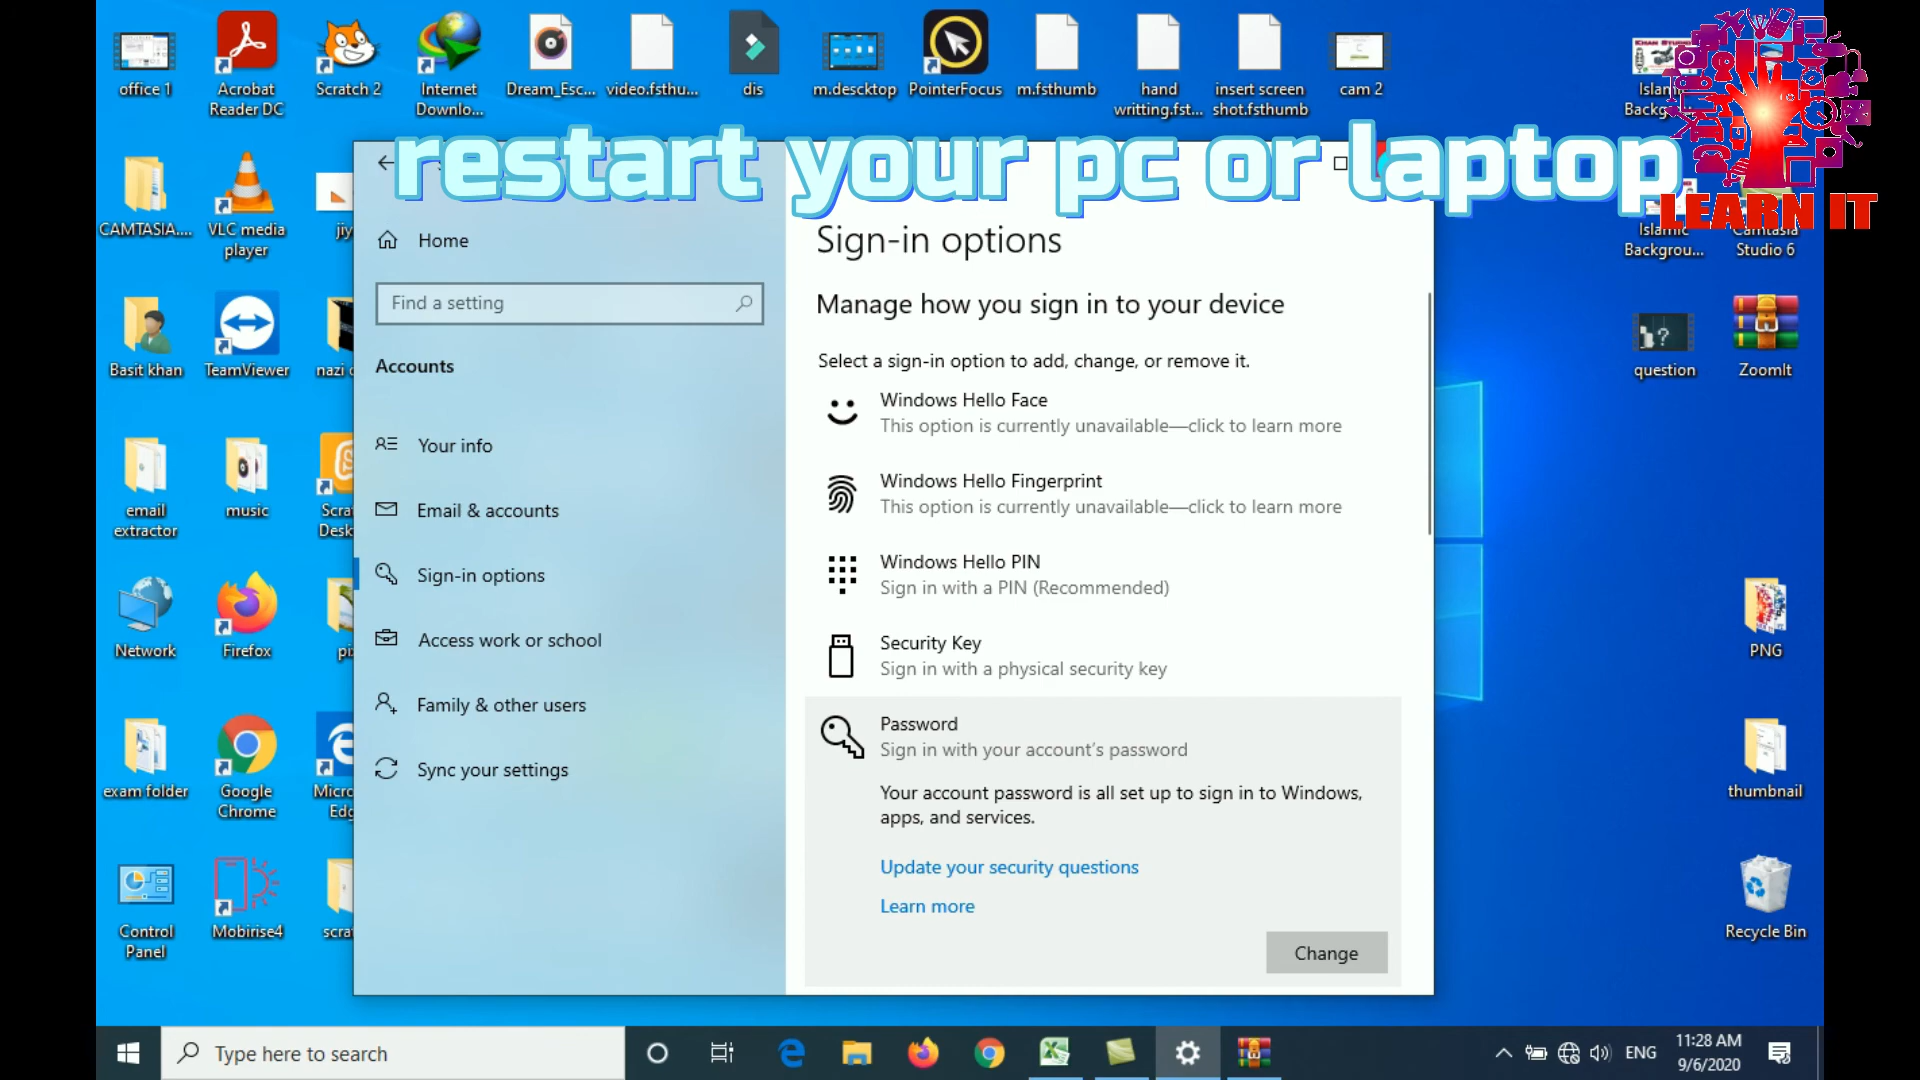 office 1
Acrobat
Reader DC
Scratch 2
Internet
Downlo...
Dream_Esc...
video.fsthu...
dis
m.descktop
PointerFocus
m.fsthumb
hand
writting.fst...
insert screen
shot.fsthumb
cam 2
restart your pc or laptop
LEARN IT
CAMTASIA....
VLC media
player
Islamic
Backgrou...
Camtasia
Studio 6
Basit khan
TeamViewer
question
ZoomIt
email
extractor
music
Network
Firefox
PNG
exam folder
Google
Chrome
thumbnail
Control
Panel
Mobirise4
Recycle Bin
Home
Find a setting
Accounts
Your info
Email & accounts
Sign-in options
Access work or school
Family & other users
Sync your settings
Sign-in options
Manage how you sign in to your device
Select a sign-in option to add, change, or remove it.
Windows Hello Face
This option is currently unavailable—click to learn more
Windows Hello Fingerprint
This option is currently unavailable—click to learn more
Windows Hello PIN
Sign in with a PIN (Recommended)
Security Key
Sign in with a physical security key
Password
Sign in with your account's password
Your account password is all set up to sign in to Windows,
apps, and services.
Update your security questions
Learn more
Change
Type here to search
ENG
11:28 AM
9/6/2020